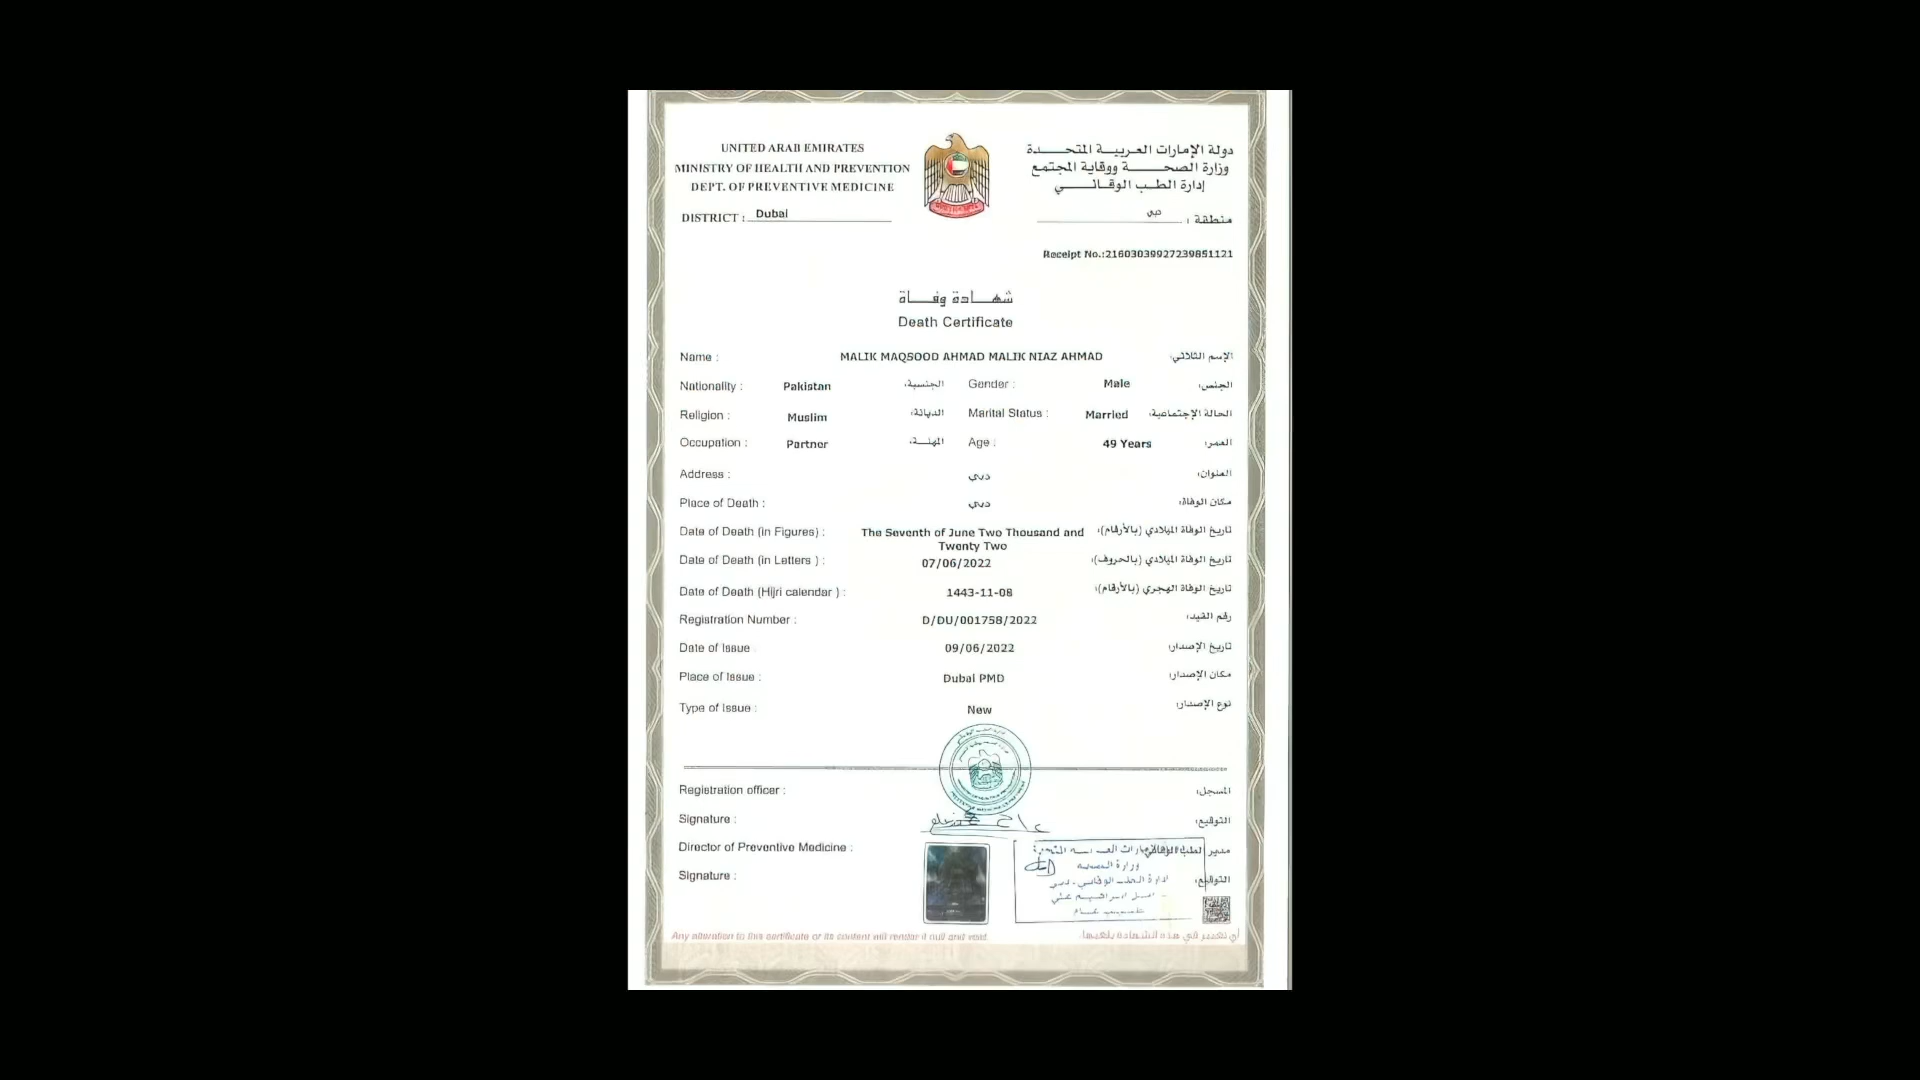 UNITED ARAB EMIRATES
MINISTRY OF HEALTH AND PREVENTION
DEPT. OF PREVENTIVE MEDICINE
DISTRICT : Dubai
دولة الإمارات العربية المتحدة
وزارة الصحة ووقاية المجتمع
إدارة الطب الوقائي
منطقة : دبي
Receipt No.:21603039927239851121
شهادة وفاة
Death Certificate
Name : MALIK MAQSOOD AHMAD MALIK NIAZ AHMAD الإسم الثلاثي:
Nationality : Pakistan الجنسية: Gender : Male الجنس:
Religion : Muslim الديانة: Marital Status : Married الحالة الإجتماعية:
Occupation : Partner المهنة: Age : 49 Years العمر:
Address : دبي العنوان:
Place of Death : دبي مكان الوفاة:
Date of Death (in Figures) : The Seventh of June Two Thousand and Twenty Two تاريخ الوفاة الميلادي (بالأرقام):
Date of Death (in Letters ) : 07/06/2022 تاريخ الوفاة الميلادي (بالحروف):
Date of Death (Hijri calendar ) : 1443-11-08 تاريخ الوفاة الهجري (بالأرقام):
Registration Number : D/DU/001758/2022 رقم القيد:
Date of Issue 09/06/2022 تاريخ الإصدار:
Place of Issue : Dubai PMD مكان الإصدار:
Type of Issue : New نوع الإصدار:
Registration officer : المسجل:
Signature : التوقيع:
Director of Preventive Medicine : مدير الطب الوقائي
Signature : التوقيع:
وزارة الصحة
إدارة الطب الوقائي - دبي
Any alteration to this certificate or its content will render it null and void.
أي تغيير في هذه الشهادة يلغيها.